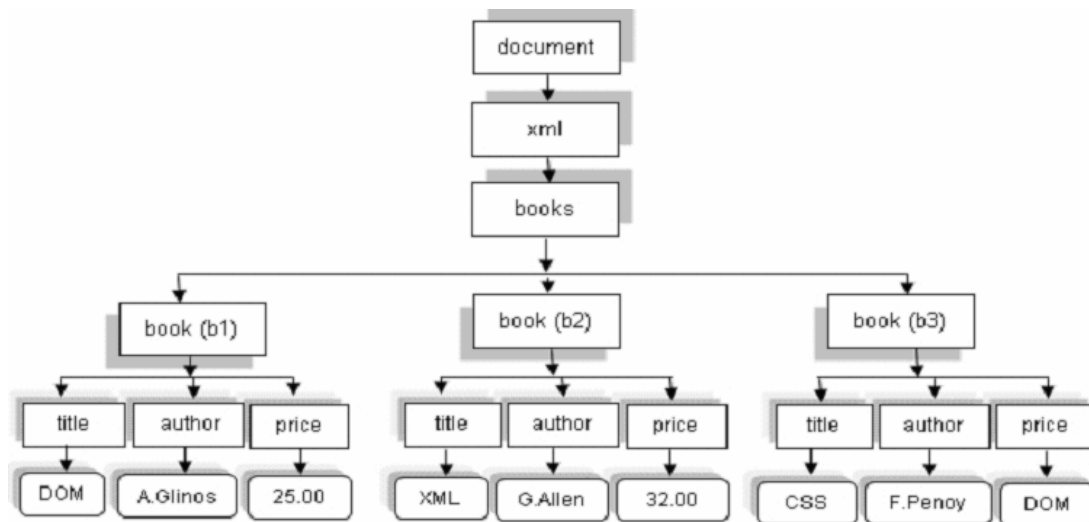 document
xml
books
book (b1)
book (b2)
book (b3)
title
author
price
title
author
price
title
author
price
DOM
A.Glinos
25.00
XML
G.Allen
32.00
CSS
F.Penoy
DOM